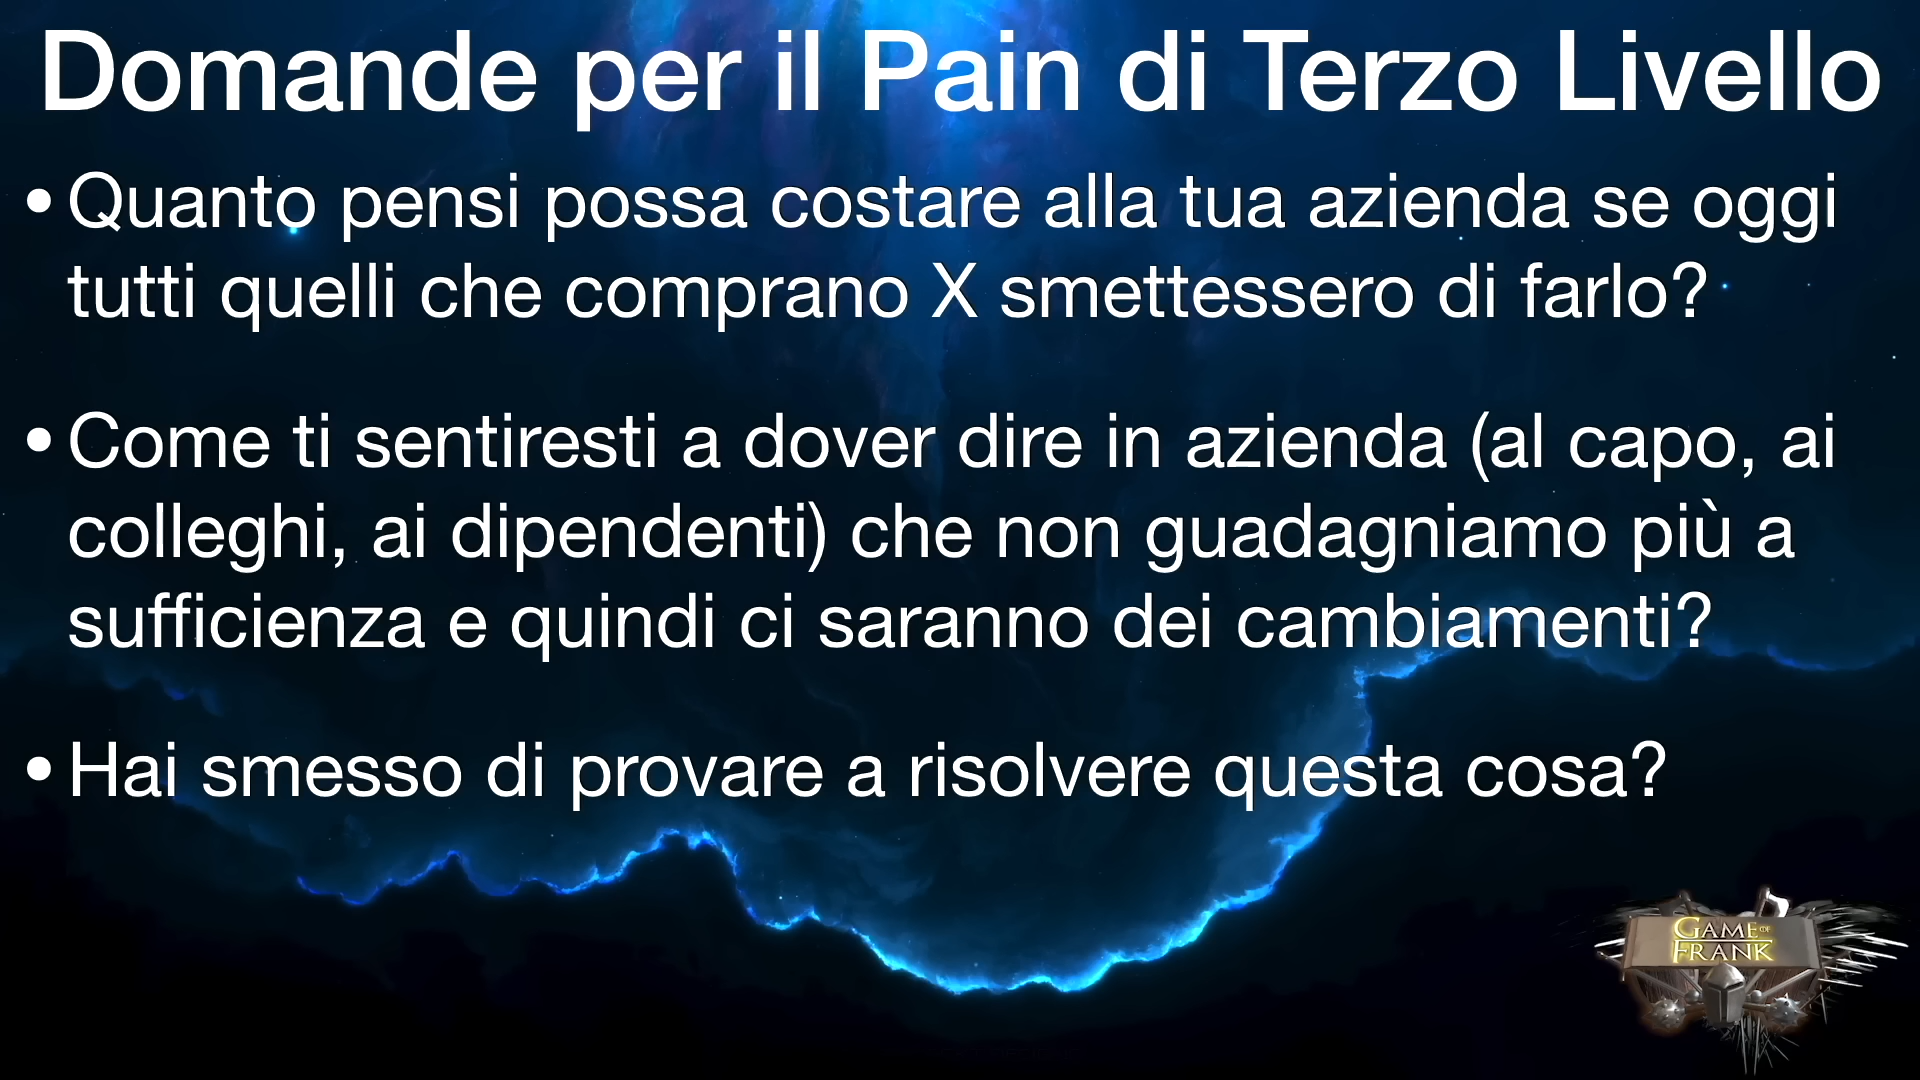 Domande per il Pain di Terzo Livello
• Quanto pensi possa costare alla tua azienda se oggi
tutti quelli che comprano X smettessero di farlo?
• Come ti sentiresti a dover dire in azienda (al capo, ai
colleghi, ai dipendenti) che non guadagniamo più a
sufficienza e quindi ci saranno dei cambiamenti?
• Hai smesso di provare a risolvere questa cosa?
GAME OF
FRANK